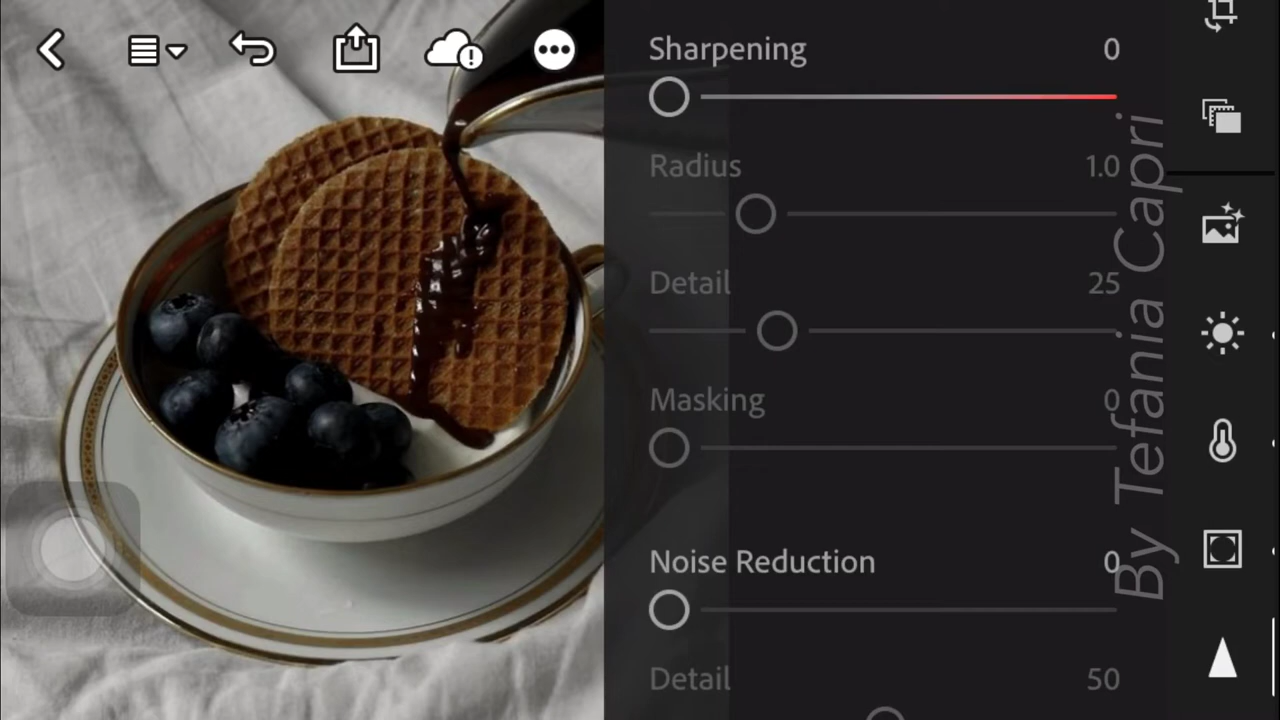 Sharpening 0
Radius 1.0
Detail 25
Masking 0
Noise Reduction 0
Detail 50
By Tefania Capri